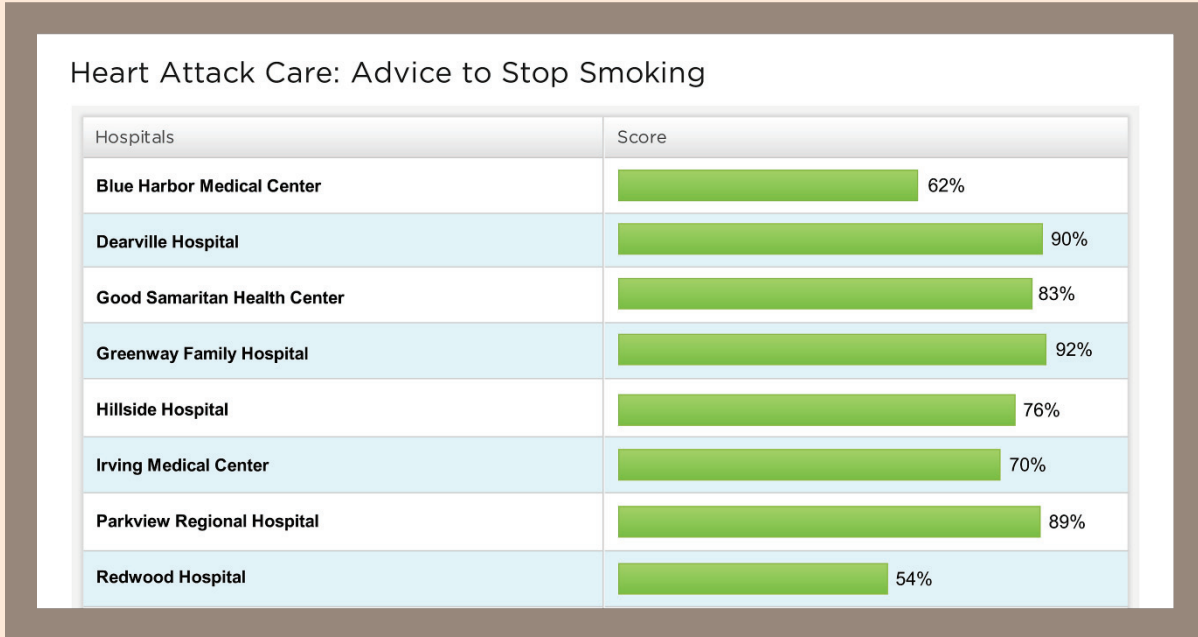 Heart Attack Care: Advice to Stop Smoking
Hospitals Score
Blue Harbor Medical Center 62%
Dearville Hospital 90%
Good Samaritan Health Center 83%
Greenway Family Hospital 92%
Hillside Hospital 76%
Irving Medical Center 70%
Parkview Regional Hospital 89%
Redwood Hospital 54%